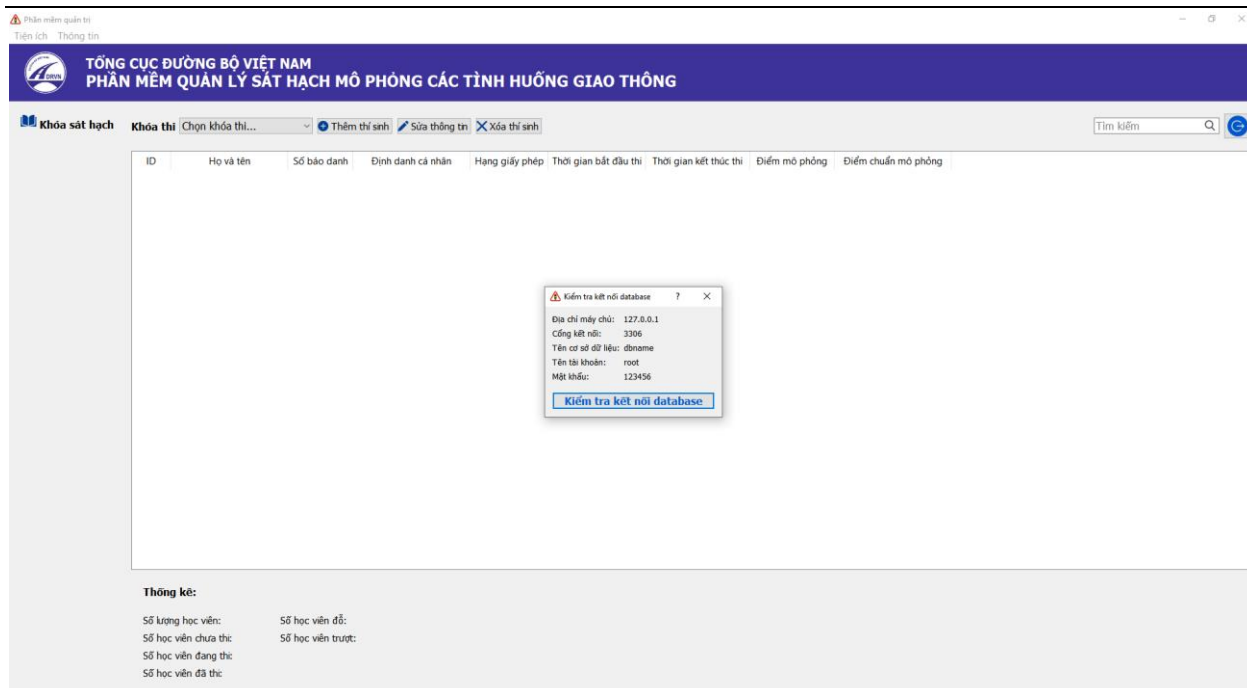 Phần mềm quản trị
Tiện ích Thông tin
TỔNG CỤC ĐƯỜNG BỘ VIỆT NAM
PHẦN MỀM QUẢN LÝ SÁT HẠCH MÔ PHỎNG CÁC TÌNH HUỐNG GIAO THÔNG
DRVN
Khóa sát hạch Khóa thi Chọn khóa thi... Thêm thí sinh Sửa thông tin Xóa thí sinh Tìm kiếm
ID Họ và tên Số báo danh Định danh cá nhân Hạng giấy phép Thời gian bắt đầu thi Thời gian kết thúc thi Điểm mô phỏng Điểm chuẩn mô phỏng
Kiểm tra kết nối database ?
Địa chỉ máy chủ: 127.0.0.1
Cổng kết nối: 3306
Tên cơ sở dữ liệu: dbname
Tên tài khoản: root
Mật khẩu: 123456
Kiểm tra kết nối database
Thống kê:
Số lượng học viên: Số học viên đỗ:
Số học viên chưa thi: Số học viên trượt:
Số học viên đang thi:
Số học viên đã thi: